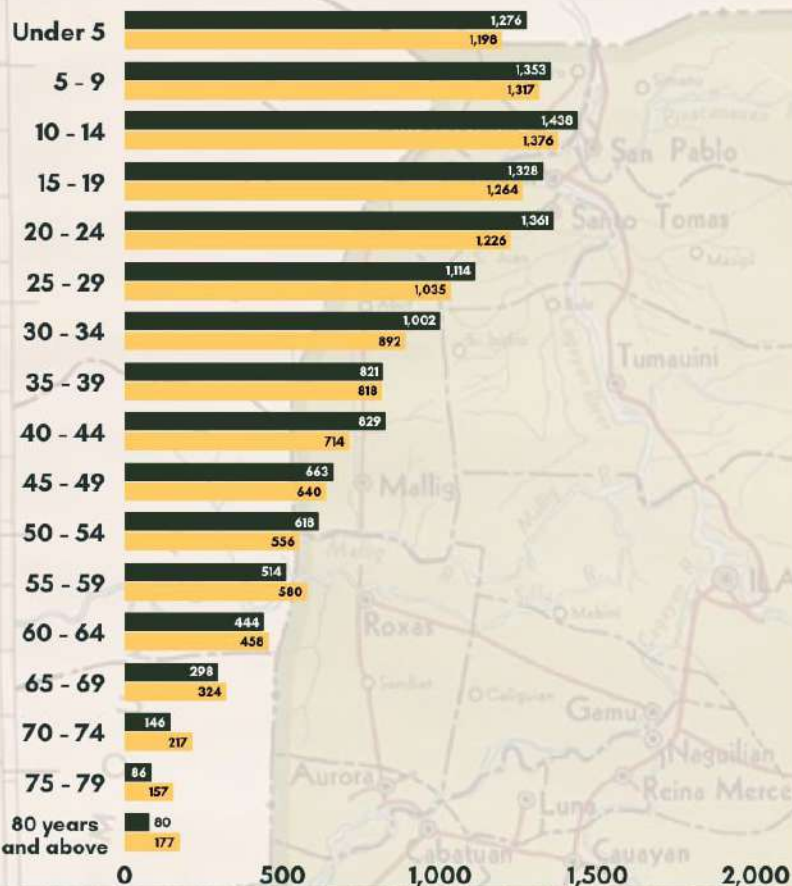 Under 5
1,276
1,198
5 - 9
1,353
1,317
10 - 14
1,438
1,376
15 - 19
1,328
1,264
20 - 24
1,361
1,226
25 - 29
1,114
1,035
30 - 34
1,002
892
35 - 39
821
818
40 - 44
829
714
45 - 49
663
640
50 - 54
618
556
55 - 59
514
580
60 - 64
444
458
65 - 69
298
324
70 - 74
146
217
75 - 79
86
157
80 years
and above
80
177
0 500 1,000 1,500 2,000
San Pablo
Santo Tomas
Tumauini
Mallig
Roxas
Gamu
Naguilian
Aurora
Luna
Reina Merce
Cabatuan
Cauayan